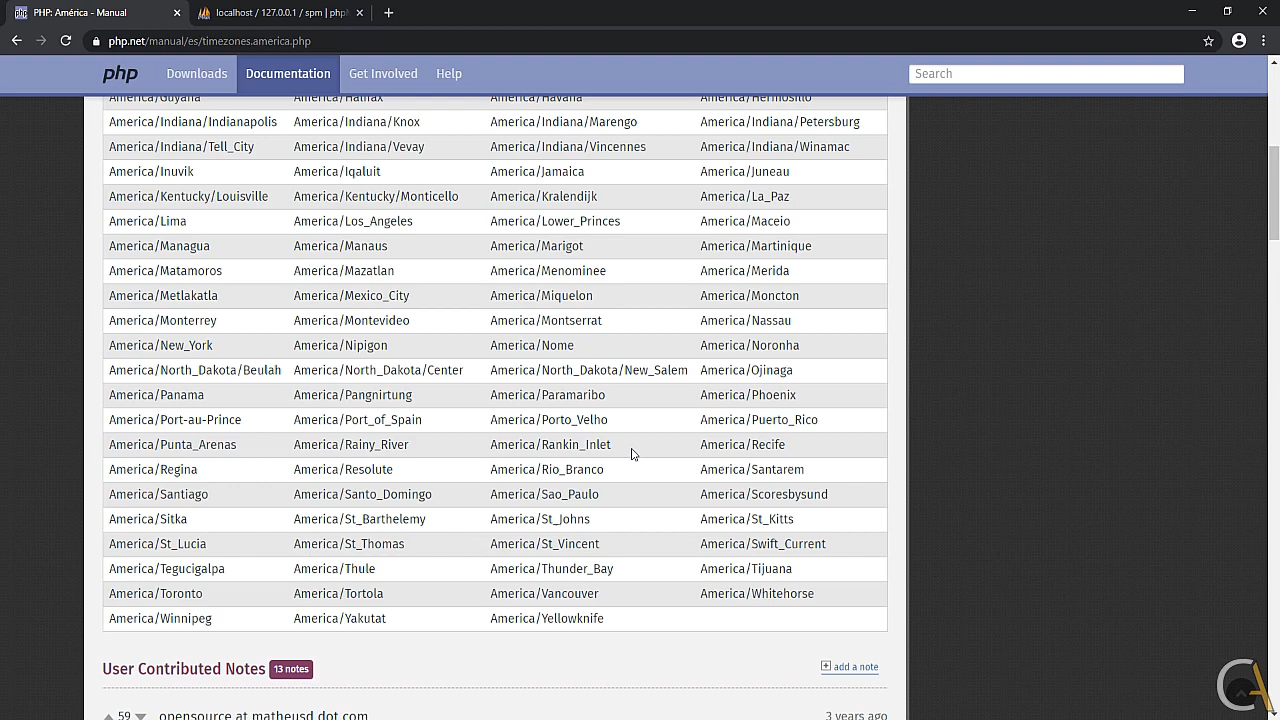 PHP: América - Manual
localhost / 127.0.0.1 / spm | phpM
php.net/manual/es/timezones.america.php
php Downloads Documentation Get Involved Help Search
America/Guyana America/Halifax America/Havana America/Hermosillo
America/Indiana/Indianapolis America/Indiana/Knox America/Indiana/Marengo America/Indiana/Petersburg
America/Indiana/Tell_City America/Indiana/Vevay America/Indiana/Vincennes America/Indiana/Winamac
America/Inuvik America/Iqaluit America/Jamaica America/Juneau
America/Kentucky/Louisville America/Kentucky/Monticello America/Kralendijk America/La_Paz
America/Lima America/Los_Angeles America/Lower_Princes America/Maceio
America/Managua America/Manaus America/Marigot America/Martinique
America/Matamoros America/Mazatlan America/Menominee America/Merida
America/Metlakatla America/Mexico_City America/Miquelon America/Moncton
America/Monterrey America/Montevideo America/Montserrat America/Nassau
America/New_York America/Nipigon America/Nome America/Noronha
America/North_Dakota/Beulah America/North_Dakota/Center America/North_Dakota/New_Salem America/Ojinaga
America/Panama America/Pangnirtung America/Paramaribo America/Phoenix
America/Port-au-Prince America/Port_of_Spain America/Porto_Velho America/Puerto_Rico
America/Punta_Arenas America/Rainy_River America/Rankin_Inlet America/Recife
America/Regina America/Resolute America/Rio_Branco America/Santarem
America/Santiago America/Santo_Domingo America/Sao_Paulo America/Scoresbysund
America/Sitka America/St_Barthelemy America/St_Johns America/St_Kitts
America/St_Lucia America/St_Thomas America/St_Vincent America/Swift_Current
America/Tegucigalpa America/Thule America/Thunder_Bay America/Tijuana
America/Toronto America/Tortola America/Vancouver America/Whitehorse
America/Winnipeg America/Yakutat America/Yellowknife
User Contributed Notes 13 notes add a note
59 opensource at matheusd dot com 3 years ago
CA